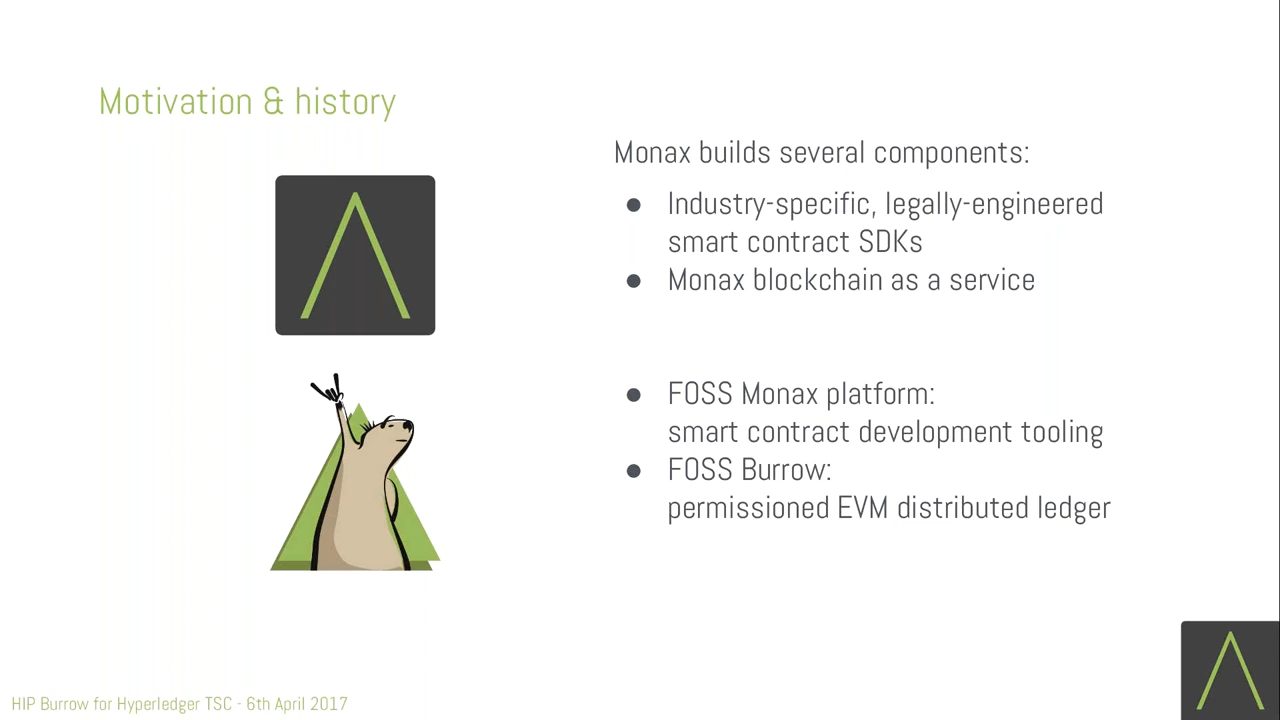 Motivation & history
Monax builds several components:
● Industry-specific, legally-engineered
smart contract SDKs
● Monax blockchain as a service
● FOSS Monax platform:
smart contract development tooling
● FOSS Burrow:
permissioned EVM distributed ledger
HIP Burrow for Hyperledger TSC - 6th April 2017